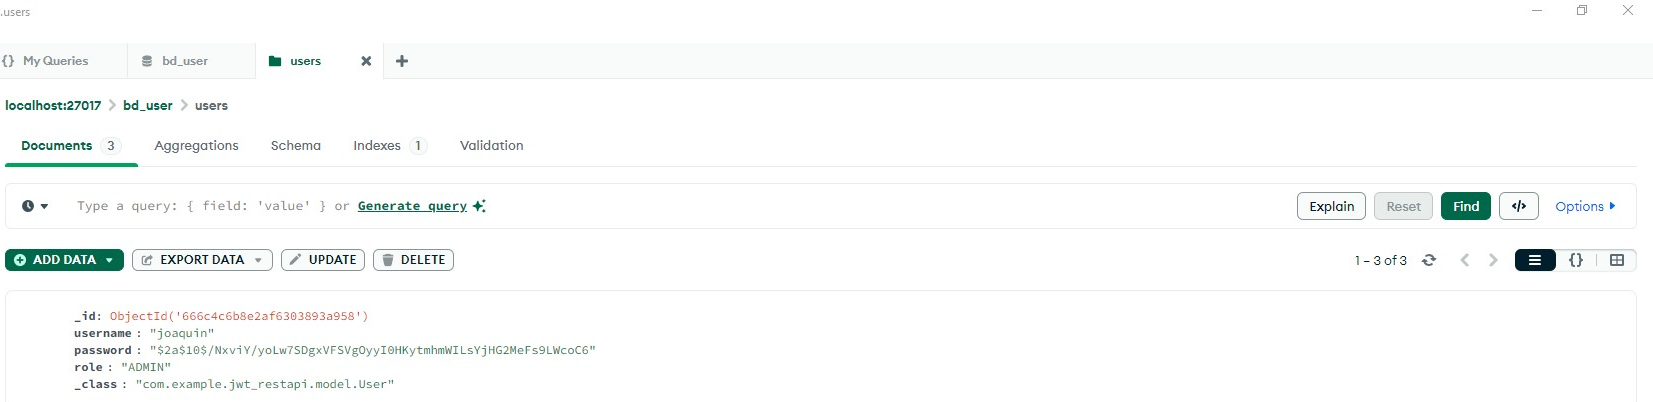 .users
My Queries
bd_user
users
localhost:27017 > bd_user > users
Documents 3
Aggregations
Schema
Indexes 1
Validation
Type a query: { field: 'value' } or Generate query
Explain
Reset
Find
</>
Options
ADD DATA
EXPORT DATA
UPDATE
DELETE
1 – 3 of 3
{}
_id: ObjectId('666c4c6b8e2af6303893a958')
username : "joaquin"
password : "$2a$10$/NxviY/yoLw7SDgxVFSVgOyyI0HKytmhmWILsYjHG2MeFs9LWcoC6"
role : "ADMIN"
_class : "com.example.jwt_restapi.model.User"